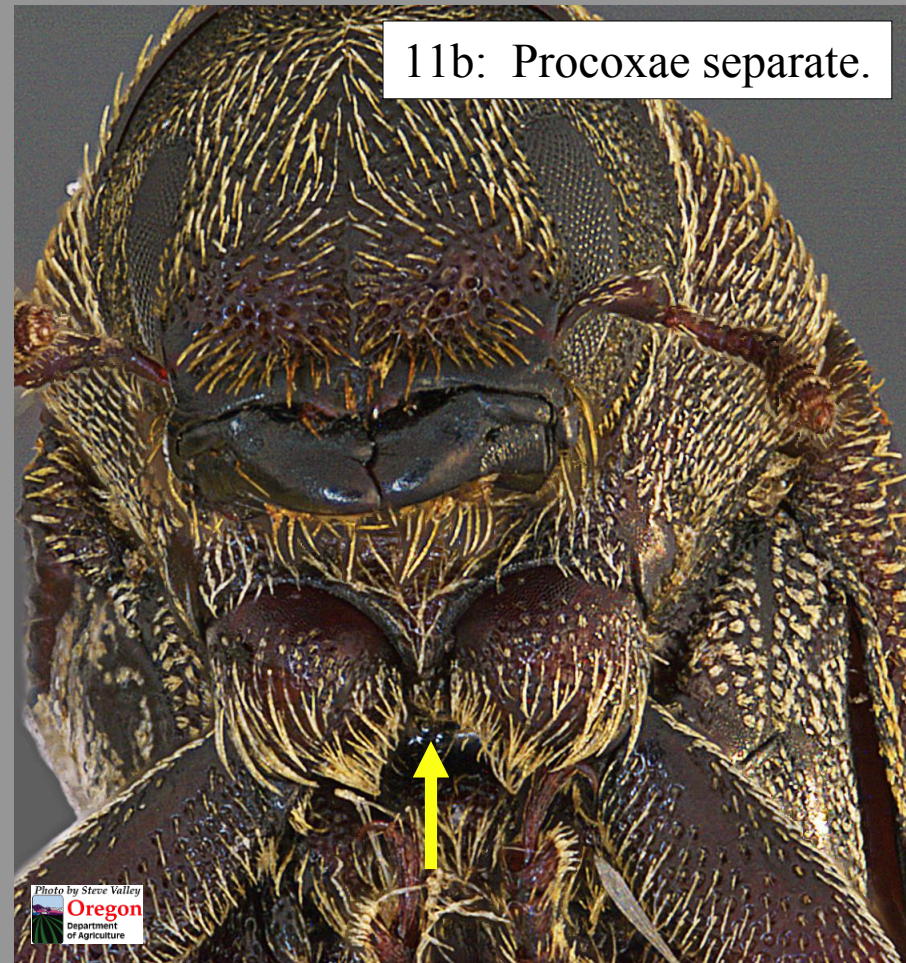 11b: Procoxae separate.
Photo by Steve Valley
Oregon
Department
of Agriculture